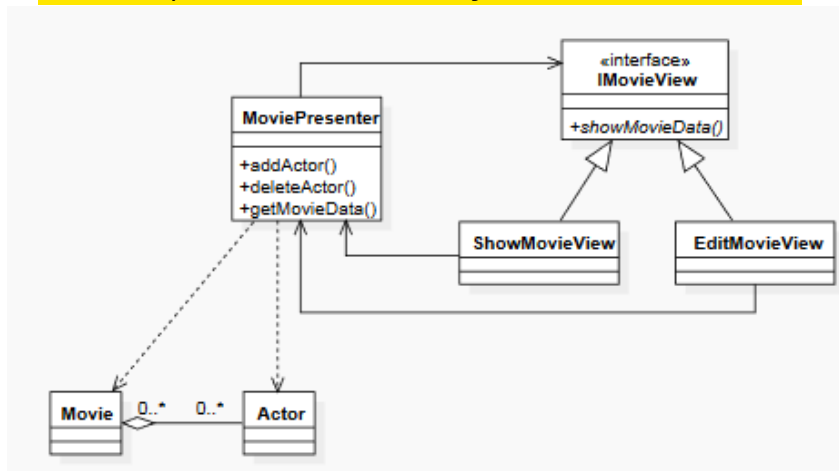 «interface»
IMovieView
+showMovieData()
MoviePresenter
+addActor()
+deleteActor()
+getMovieData()
ShowMovieView
EditMovieView
Movie
0..*
0..*
Actor